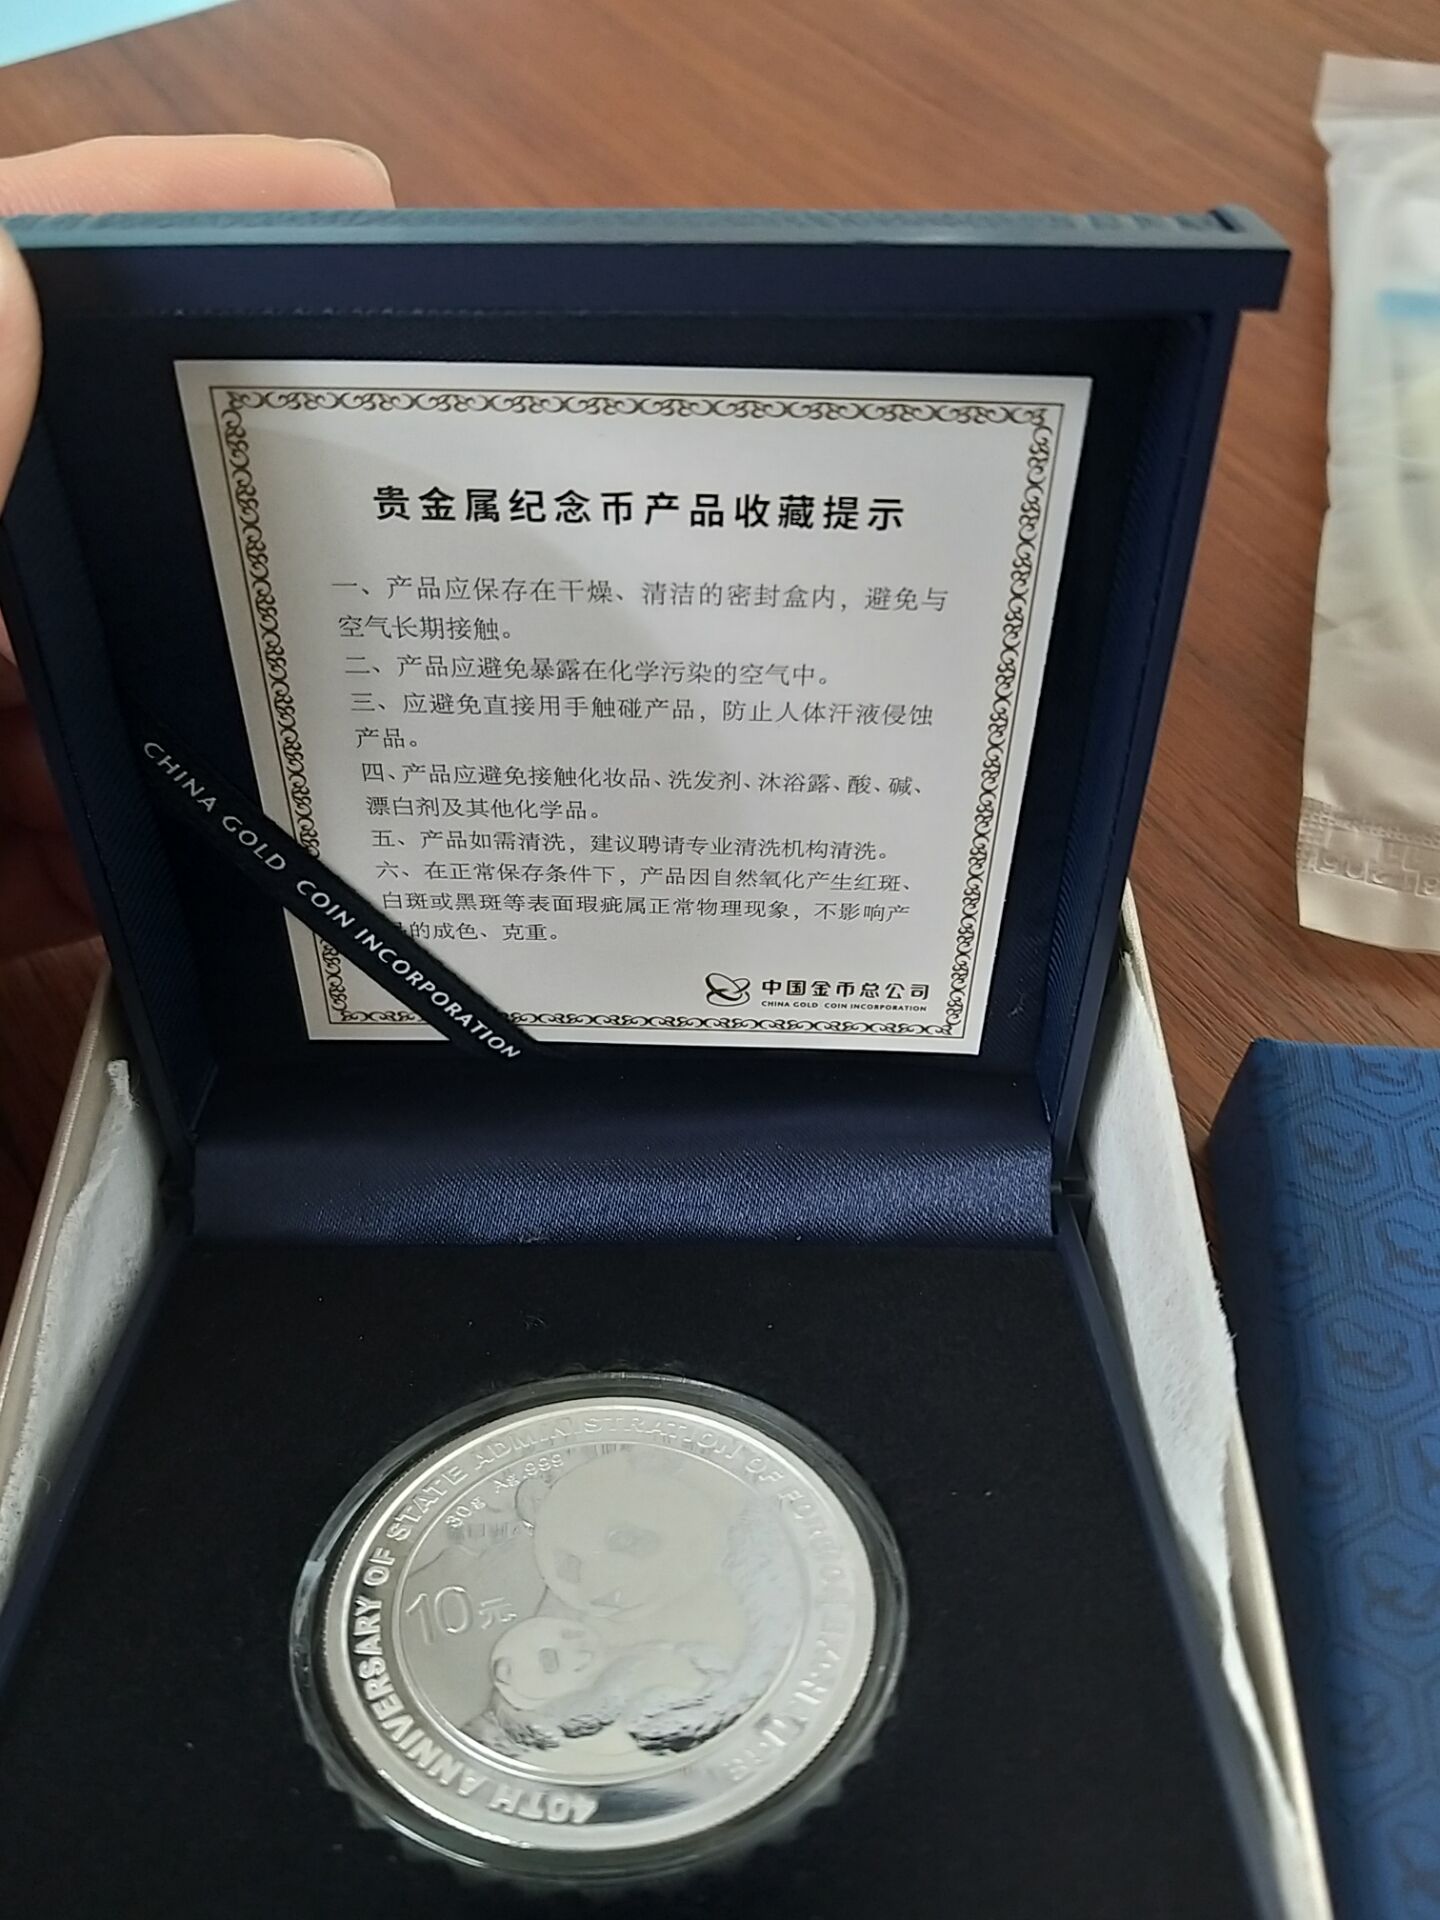 贵金属纪念币产品收藏提示
一、产品应保存在干燥、清洁的密封盒内，避免与
空气长期接触。
二、产品应避免暴露在化学污染的空气中。
三、应避免直接用手触碰产品，防止人体汗液侵蚀
产品。
四、产品应避免接触化妆品、洗发剂、沐浴露、酸、碱、
漂白剂及其他化学品。
五、产品如需清洗，建议聘请专业清洗机构清洗。
六、在正常保存条件下，产品因自然氧化产生红斑、
白斑或黑斑等表面瑕疵属正常物理现象，不影响产
的成色、克重。
中国金币总公司
CHINA GOLD COIN INCORPORATION
CHINA GOLD COIN INCORPORATION
40TH ANNIVERSARY OF STATE ADMINISTRATION OF
30g Ag.999
10元